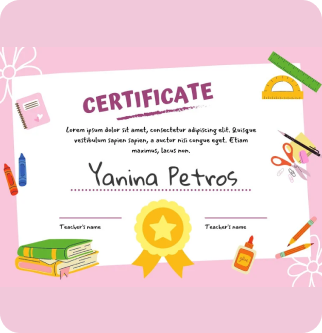 CERTIFICATE
Lorem ipsum dolor sit amet, consectetur adipiscing elit. Quisque
vestibulum sapien sapien, a auctor nisi congue eget. Etiam
maximus, lacus non.
Yanina Petros
Teacher's name
Teacher's name